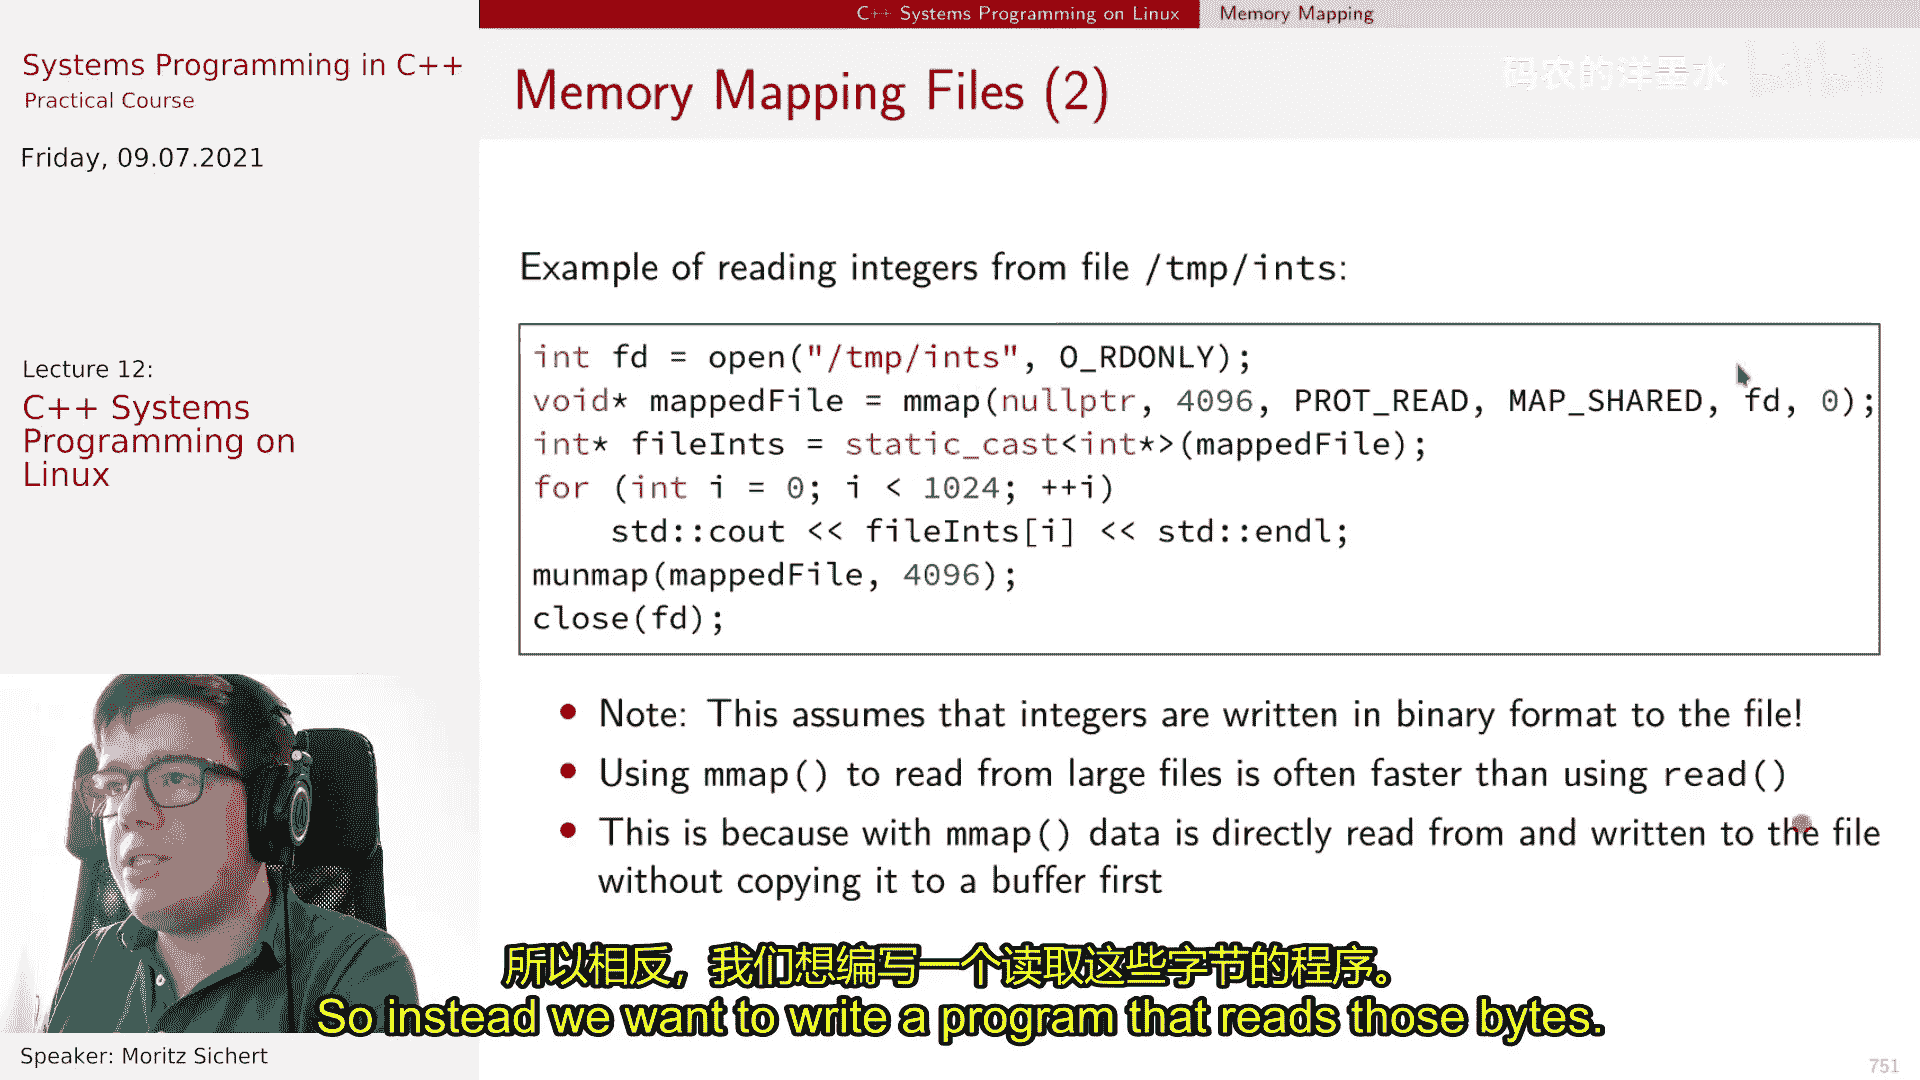 C++ Systems Programming on Linux
Memory Mapping
Systems Programming in C++
Practical Course
Friday, 09.07.2021
Lecture 12:
C++ Systems
Programming on
Linux
Memory Mapping Files (2)
码农的洋墨水
Example of reading integers from file /tmp/ints:
int fd = open("/tmp/ints", O_RDONLY);
void* mappedFile = mmap(nullptr, 4096, PROT_READ, MAP_SHARED, fd, 0);
int* fileInts = static_cast<int*>(mappedFile);
for (int i = 0; i < 1024; ++i)
    std::cout << fileInts[i] << std::endl;
munmap(mappedFile, 4096);
close(fd);
Note: This assumes that integers are written in binary format to the file!
Using mmap() to read from large files is often faster than using read()
This is because with mmap() data is directly read from and written to the file
without copying it to a buffer first
所以相反，我们想编写一个读取这些字节的程序。
So instead we want to write a program that reads those bytes.
Speaker: Moritz Sichert
751